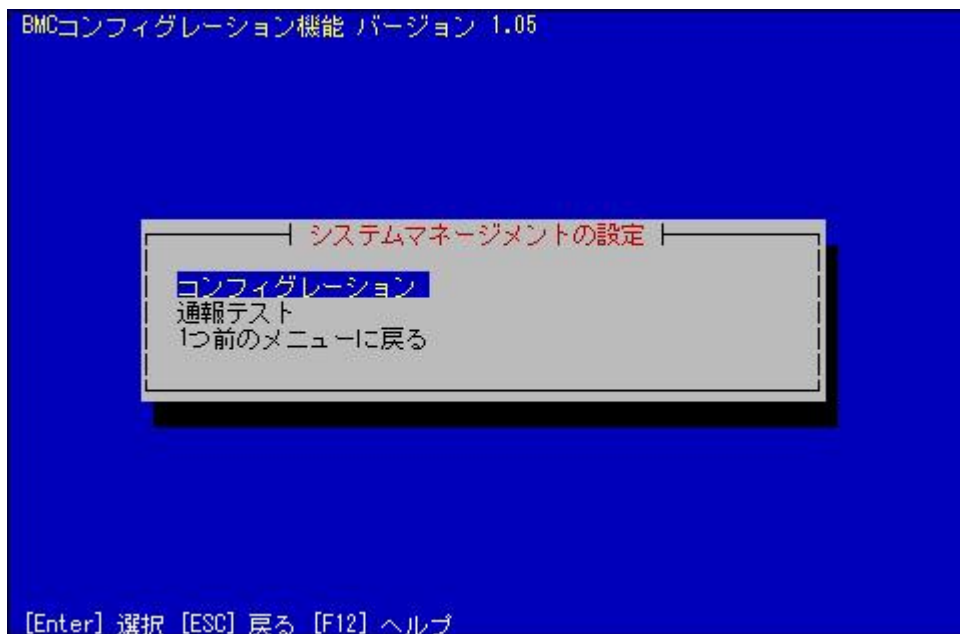 BMCコンフィグレーション機能 バージョン 1.05
システムマネージメントの設定
コンフィグレーション
通報テスト
1つ前のメニューに戻る
[Enter] 選択 [ESC] 戻る [F12] ヘルプ